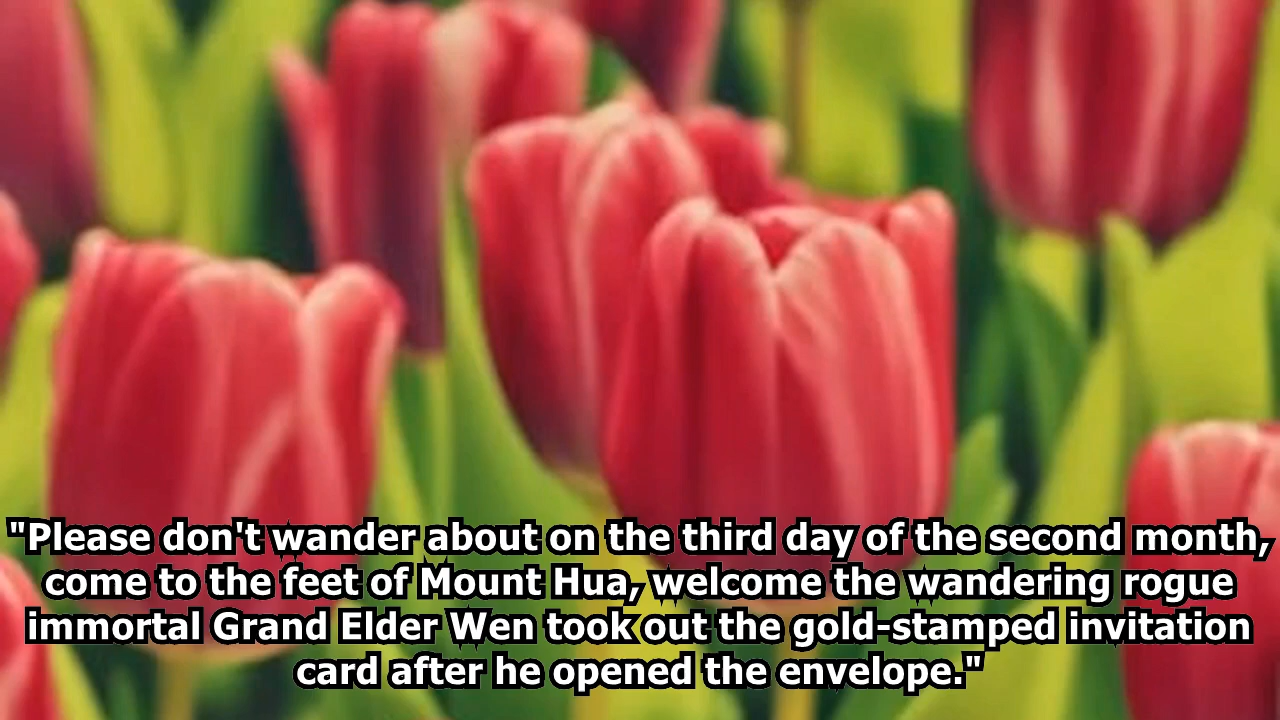 "Please don't wander about on the third day of the second month,
come to the feet of Mount Hua, welcome the wandering rogue
immortal Grand Elder Wen took out the gold-stamped invitation
card after he opened the envelope."